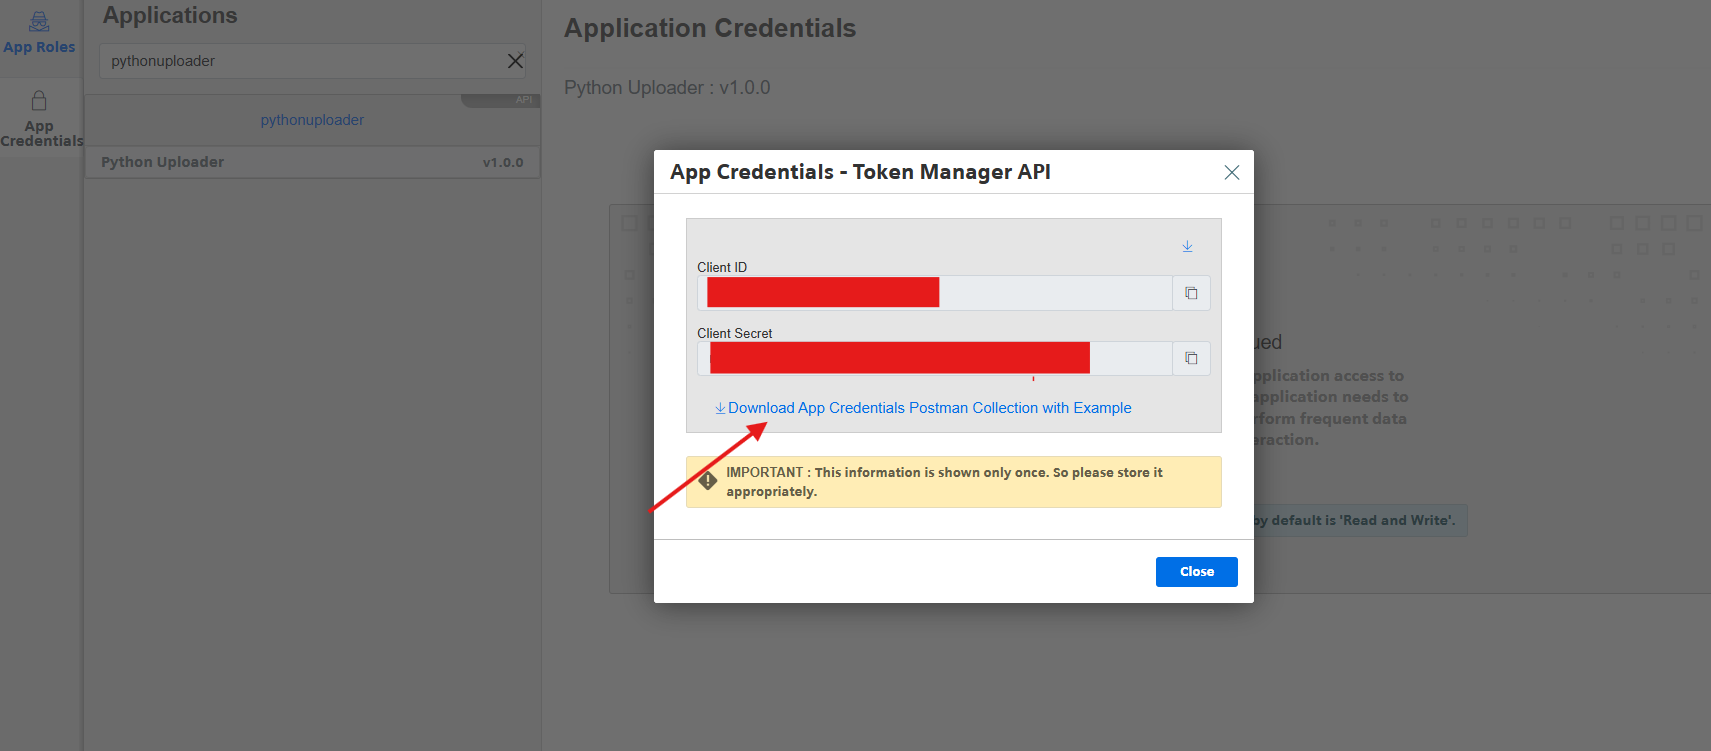 App Roles
App
Credentials
Applications
pythonuploader
API
pythonuploader
Python Uploader v1.0.0
Application Credentials
Python Uploader : v1.0.0
App Credentials - Token Manager API
Client ID
Client Secret
Download App Credentials Postman Collection with Example
IMPORTANT : This information is shown only once. So please store it
appropriately.
Close
ued
pplication access to
application needs to
rform frequent data
eraction.
by default is 'Read and Write'.